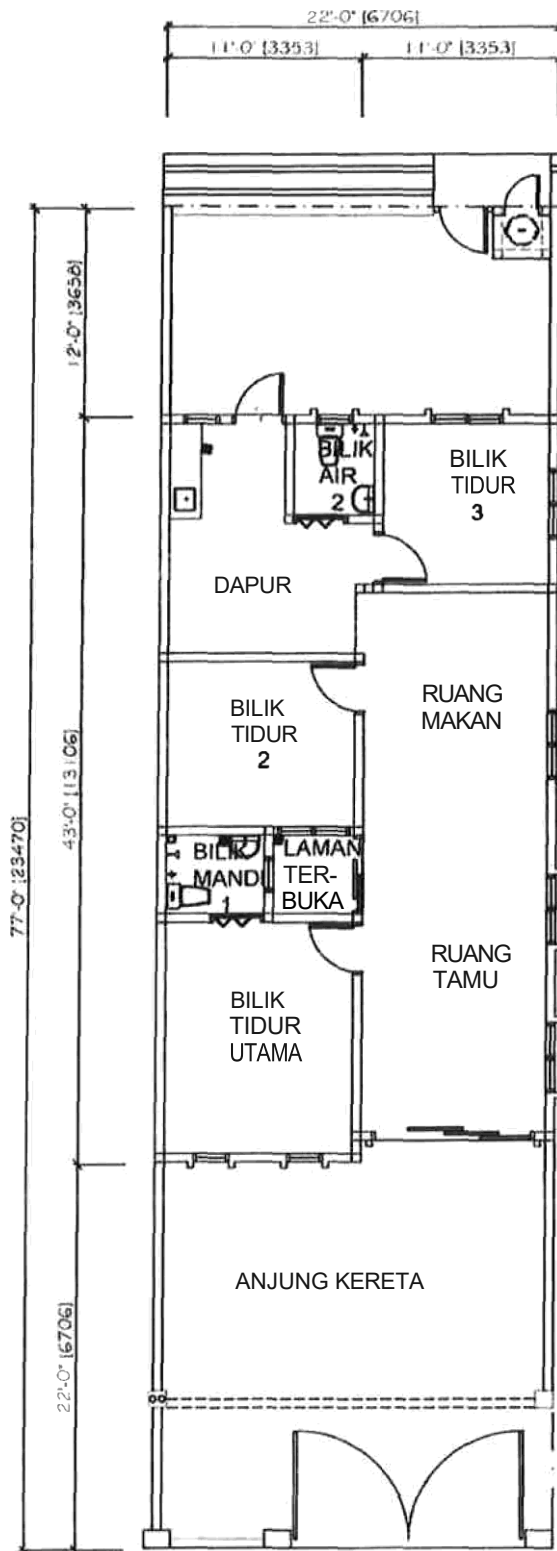 22'-0" [6706]
11'-0" [3353]
11'-0" [3353]
12'-0" [3658]
43'-0" [13106]
77'-0" [23470]
22'-0" [6706]
BILIK
AIR
2
BILIK
TIDUR
3
DAPUR
BILIK
TIDUR
2
RUANG
MAKAN
BILIK
MANDI
1
LAMAN
TER-
BUKA
RUANG
TAMU
BILIK
TIDUR
UTAMA
ANJUNG KERETA